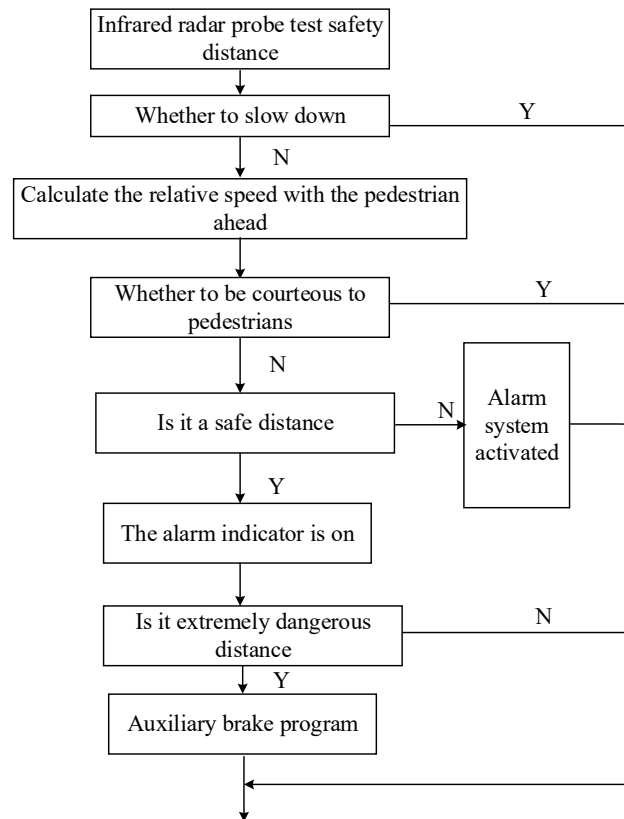 Infrared radar probe test safety
distance
Whether to slow down
Y
N
Calculate the relative speed with the pedestrian
ahead
Whether to be courteous to
pedestrians
Y
N
Is it a safe distance
N
Alarm
system
activated
Y
The alarm indicator is on
Is it extremely dangerous
distance
N
Y
Auxiliary brake program